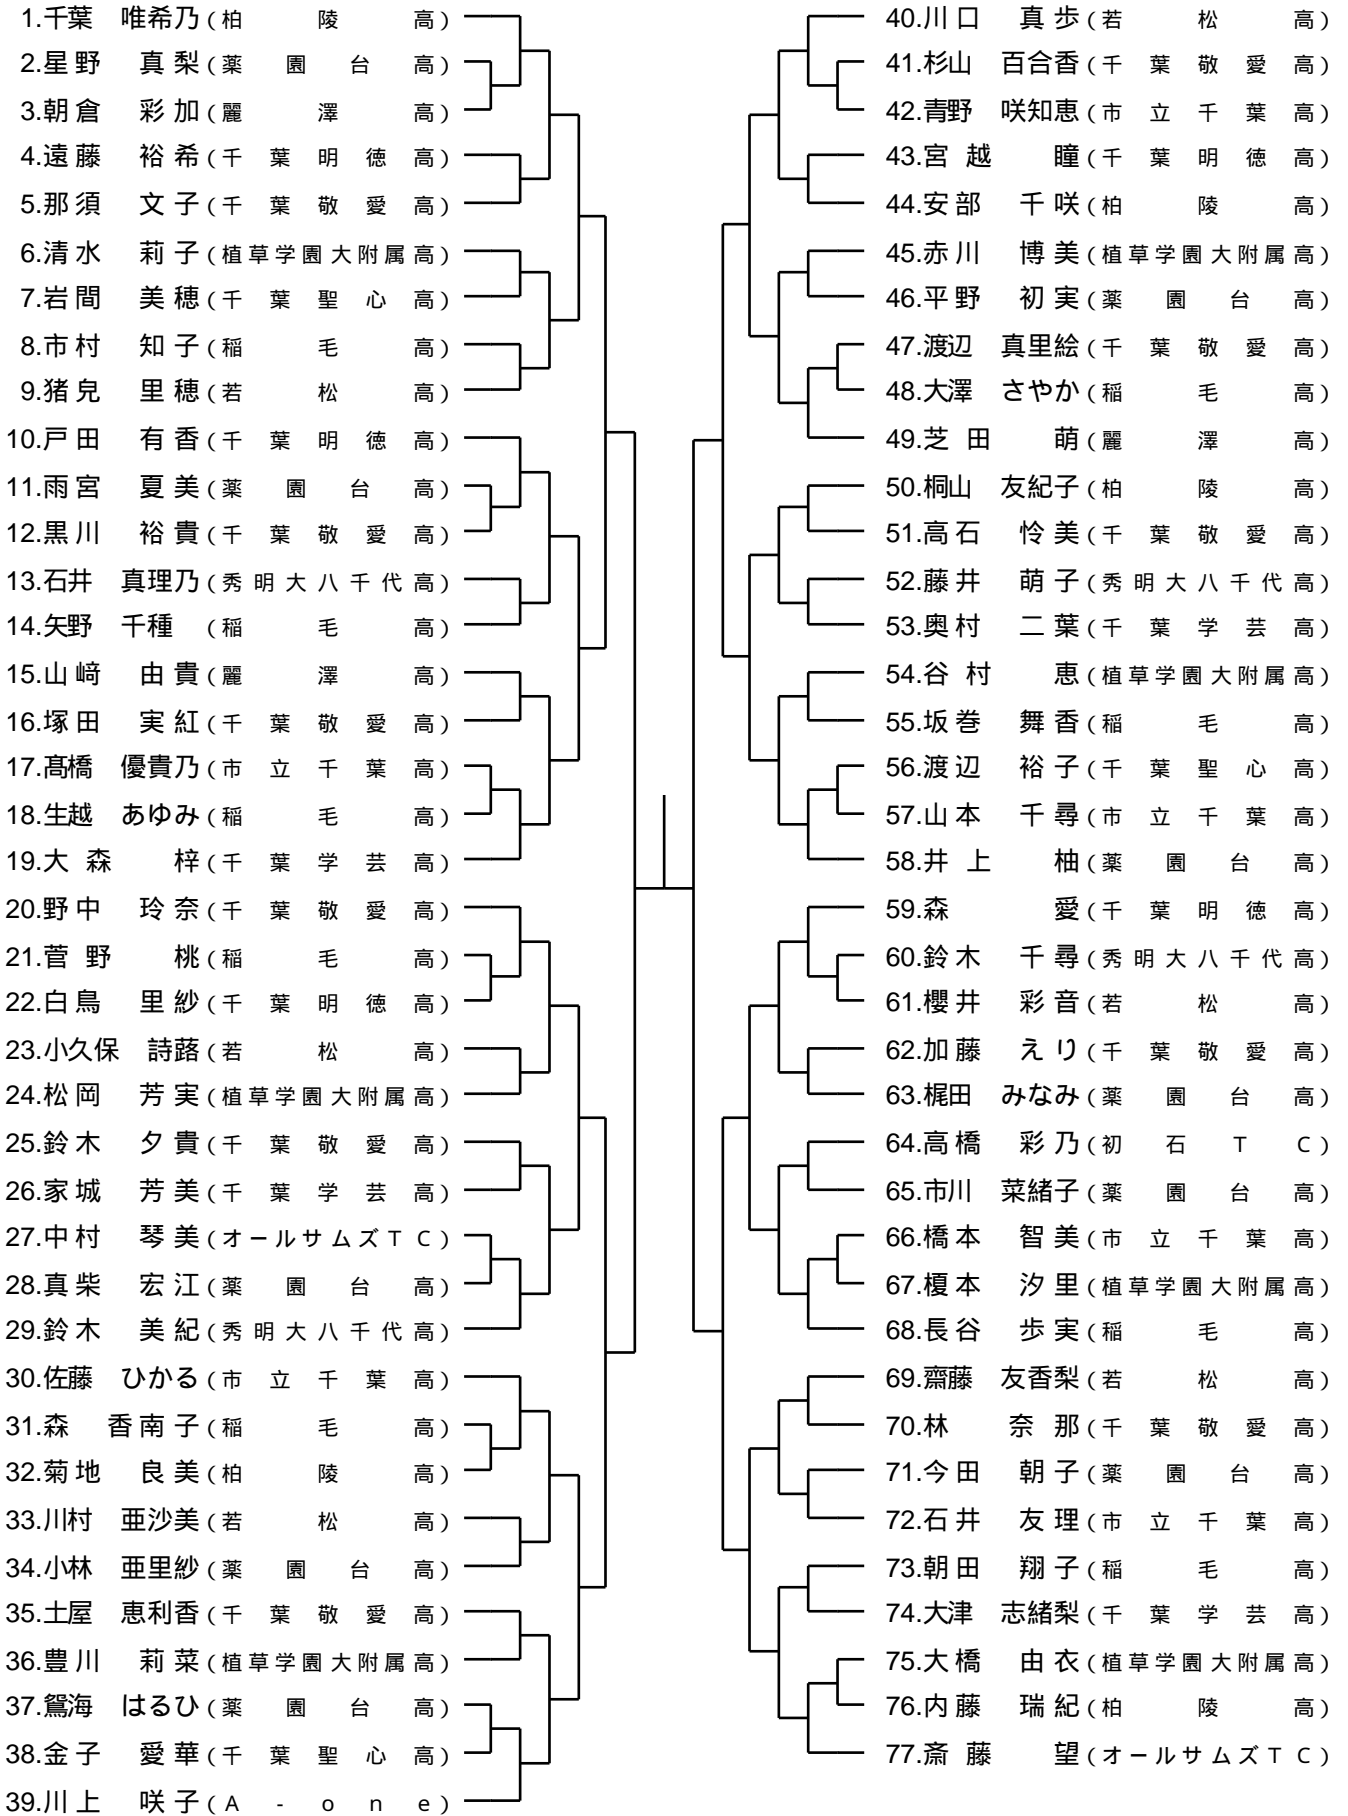 1.千葉 唯希乃(柏陵高)
2.星野 真梨(薬園台高)
3.朝倉 彩加(麗澤高)
4.遠藤 裕希(千葉明徳高)
5.那須 文子(千葉敬愛高)
6.清水 莉子(植草学園大附属高)
7.岩間 美穂(千葉聖心高)
8.市村 知子(稲毛高)
9.猪皃 里穂(若松高)
10.戸田 有香(千葉明徳高)
11.雨宮 夏美(薬園台高)
12.黒川 裕貴(千葉敬愛高)
13.石井 真理乃(秀明大八千代高)
14.矢野 千種(稲毛高)
15.山﨑 由貴(麗澤高)
16.塚田 実紅(千葉敬愛高)
17.髙橋 優貴乃(市立千葉高)
18.生越 あゆみ(稲毛高)
19.大森 梓(千葉学芸高)
20.野中 玲奈(千葉敬愛高)
21.菅野 桃(稲毛高)
22.白鳥 里紗(千葉明徳高)
23.小久保 詩蕗(若松高)
24.松岡 芳実(植草学園大附属高)
25.鈴木 夕貴(千葉敬愛高)
26.家城 芳美(千葉学芸高)
27.中村 琴美(オールサムズTC)
28.真柴 宏江(薬園台高)
29.鈴木 美紀(秀明大八千代高)
30.佐藤 ひかる(市立千葉高)
31.森 香南子(稲毛高)
32.菊地 良美(柏陵高)
33.川村 亜沙美(若松高)
34.小林 亜里紗(薬園台高)
35.土屋 恵利香(千葉敬愛高)
36.豊川 莉菜(植草学園大附属高)
37.鴛海 はるひ(薬園台高)
38.金子 愛華(千葉聖心高)
39.川上 咲子(A-one)
40.川口 真歩(若松高)
41.杉山 百合香(千葉敬愛高)
42.青野 咲知恵(市立千葉高)
43.宮越 瞳(千葉明徳高)
44.安部 千咲(柏陵高)
45.赤川 博美(植草学園大附属高)
46.平野 初実(薬園台高)
47.渡辺 真里絵(千葉敬愛高)
48.大澤 さやか(稲毛高)
49.芝田 萌(麗澤高)
50.桐山 友紀子(柏陵高)
51.高石 怜美(千葉敬愛高)
52.藤井 萌子(秀明大八千代高)
53.奥村 二葉(千葉学芸高)
54.谷村 恵(植草学園大附属高)
55.坂巻 舞香(稲毛高)
56.渡辺 裕子(千葉聖心高)
57.山本 千尋(市立千葉高)
58.井上 柚(薬園台高)
59.森 愛(千葉明徳高)
60.鈴木 千尋(秀明大八千代高)
61.櫻井 彩音(若松高)
62.加藤 えり(千葉敬愛高)
63.梶田 みなみ(薬園台高)
64.高橋 彩乃(初石TC)
65.市川 菜緒子(薬園台高)
66.橋本 智美(市立千葉高)
67.榎本 汐里(植草学園大附属高)
68.長谷 歩実(稲毛高)
69.齋藤 友香梨(若松高)
70.林 奈那(千葉敬愛高)
71.今田 朝子(薬園台高)
72.石井 友理(市立千葉高)
73.朝田 翔子(稲毛高)
74.大津 志緒梨(千葉学芸高)
75.大橋 由衣(植草学園大附属高)
76.内藤 瑞紀(柏陵高)
77.斎藤 望(オールサムズTC)